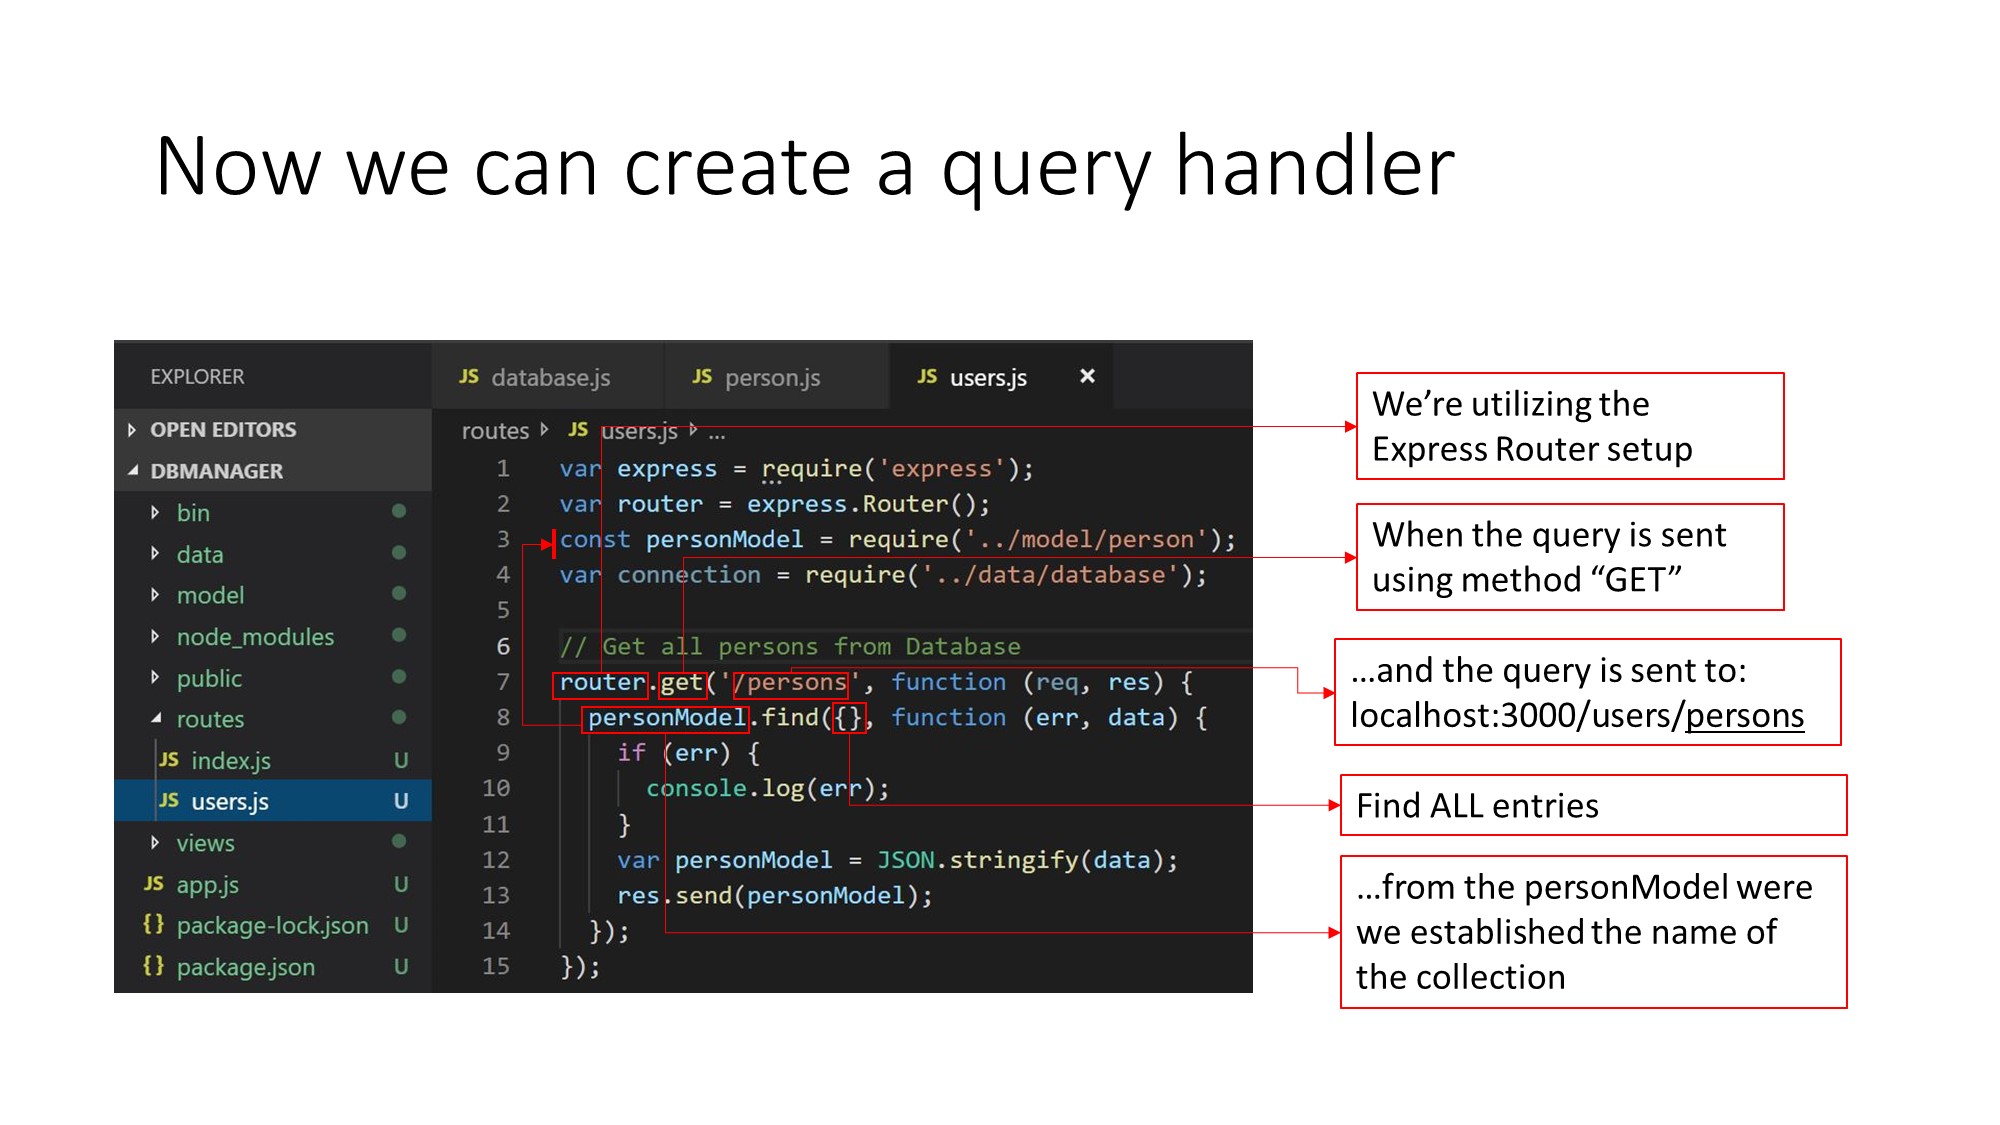 Now we can create a query handler
EXPLORER
OPEN EDITORS
DBMANAGER
bin
data
model
node_modules
public
routes
JS index.js U
JS users.js U
views
JS app.js U
{} package-lock.json U
{} package.json U
JS database.js
JS person.js
JS users.js ×
routes JS users.js ...
1 var express = require('express');
2 var router = express.Router();
3 const personModel = require('../model/person');
4 var connection = require('../data/database');
5
6 // Get all persons from Database
7 router.get('/persons', function (req, res) {
8 personModel.find({}, function (err, data) {
9 if (err) {
10 console.log(err);
11 }
12 var personModel = JSON.stringify(data);
13 res.send(personModel);
14 });
15 });
We’re utilizing the
Express Router setup
When the query is sent
using method “GET”
…and the query is sent to:
localhost:3000/users/persons
Find ALL entries
…from the personModel were
we established the name of
the collection